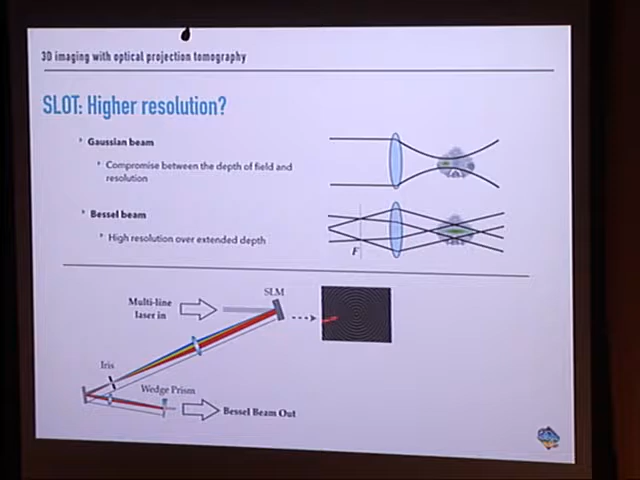 3D imaging with optical projection tomography
SLOT: Higher resolution?
Gaussian beam
Compromise between the depth of field and
resolution
Bessel beam
High resolution over extended depth
F
SLM
Multi-line
laser in
Iris
Wedge Prism
Bessel Beam Out